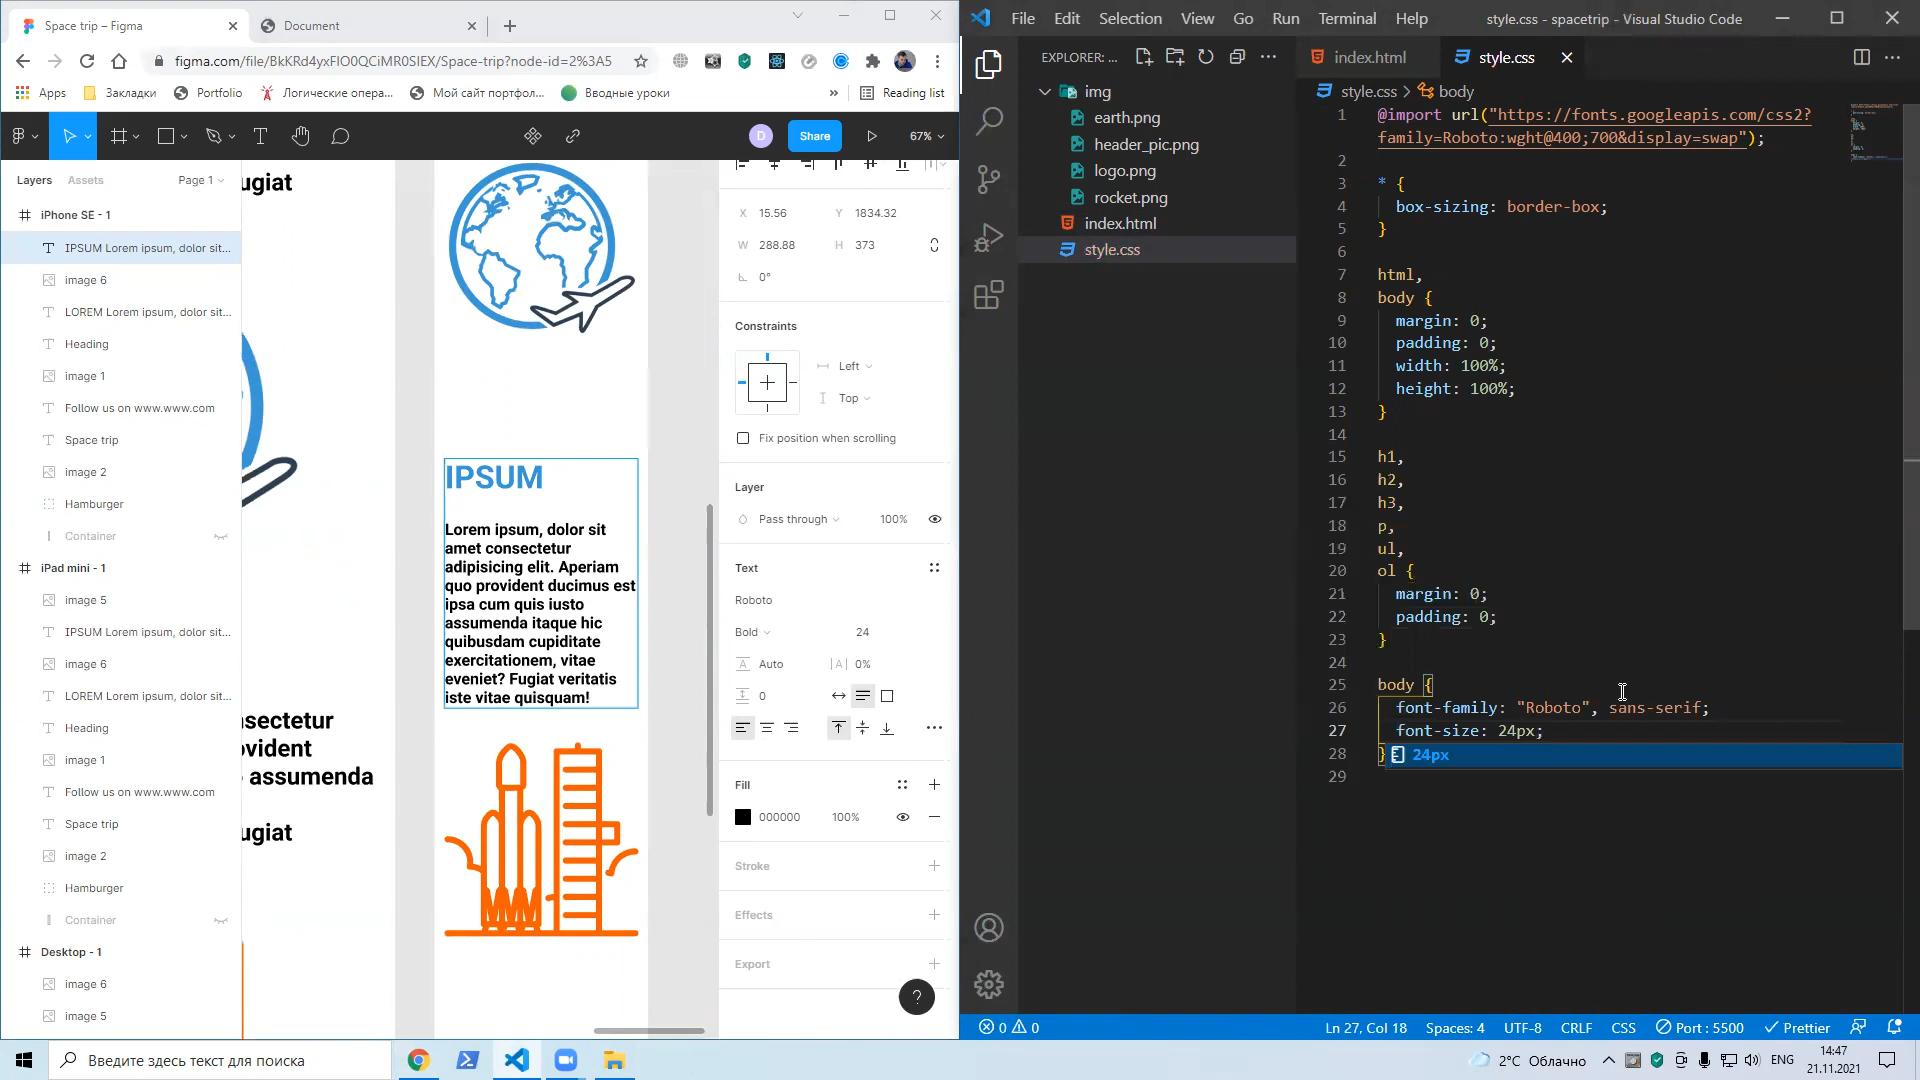 Space trip – Figma
Document
figma.com/file/BkKRd4yxFlO0QCiMR0SIEX/Space-trip?node-id=2%3A5
Apps
Закладки
Portfolio
Логические опера...
Мой сайт портфол...
Вводные уроки
»
Reading list
D
Share
67%
Layers
Assets
Page 1
iPhone SE - 1
IPSUM Lorem ipsum, dolor sit...
image 6
LOREM Lorem ipsum, dolor sit...
Heading
image 1
Follow us on www.www.com
Space trip
image 2
Hamburger
Container
iPad mini - 1
image 5
IPSUM Lorem ipsum, dolor sit...
image 6
LOREM Lorem ipsum, dolor sit...
Heading
image 1
Follow us on www.www.com
Space trip
image 2
Hamburger
Container
Desktop - 1
image 6
image 5
ugiat
sectetur
vident
assumenda
ugiat
IPSUM
Lorem ipsum, dolor sit
amet consectetur
adipisicing elit. Aperiam
quo provident ducimus est
ipsa cum quis iusto
assumenda itaque hic
quibusdam cupiditate
exercitationem, vitae
eveniet? Fugiat veritatis
iste vitae quisquam!
X 15.56 Y 1834.32
W 288.88 H 373
0°
Constraints
Left
Top
Fix position when scrolling
Layer
Pass through 100%
Text
Roboto
Bold 24
A Auto |A| 0%
0
Fill
000000 100%
Stroke
Effects
Export
?
File Edit Selection View Go Run Terminal Help
style.css - spacetrip - Visual Studio Code
EXPLORER: ...
img
earth.png
header_pic.png
logo.png
rocket.png
index.html
style.css
index.html
style.css
style.css > body
1 @import url("https://fonts.googleapis.com/css2?
family=Roboto:wght@400;700&display=swap");
2
3 * {
4 box-sizing: border-box;
5 }
6
7 html,
8 body {
9 margin: 0;
10 padding: 0;
11 width: 100%;
12 height: 100%;
13 }
14
15 h1,
16 h2,
17 h3,
18 p,
19 ul,
20 ol {
21 margin: 0;
22 padding: 0;
23 }
24
25 body {
26 font-family: "Roboto", sans-serif;
27 font-size: 24px;
28 }
24px
29
0 0
Ln 27, Col 18
Spaces: 4
UTF-8
CRLF
CSS
Port : 5500
Prettier
Введите здесь текст для поиска
2°C Облачно
ENG
14:47
21.11.2021